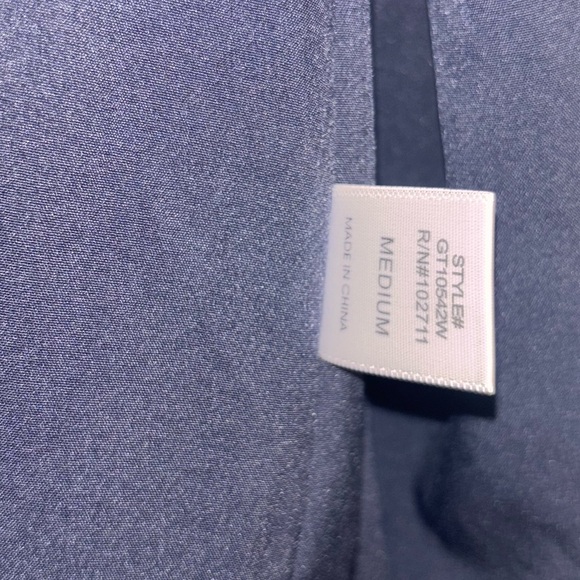 STYLE#
GT10542W
R/N#102711
MEDIUM
MADE IN CHINA